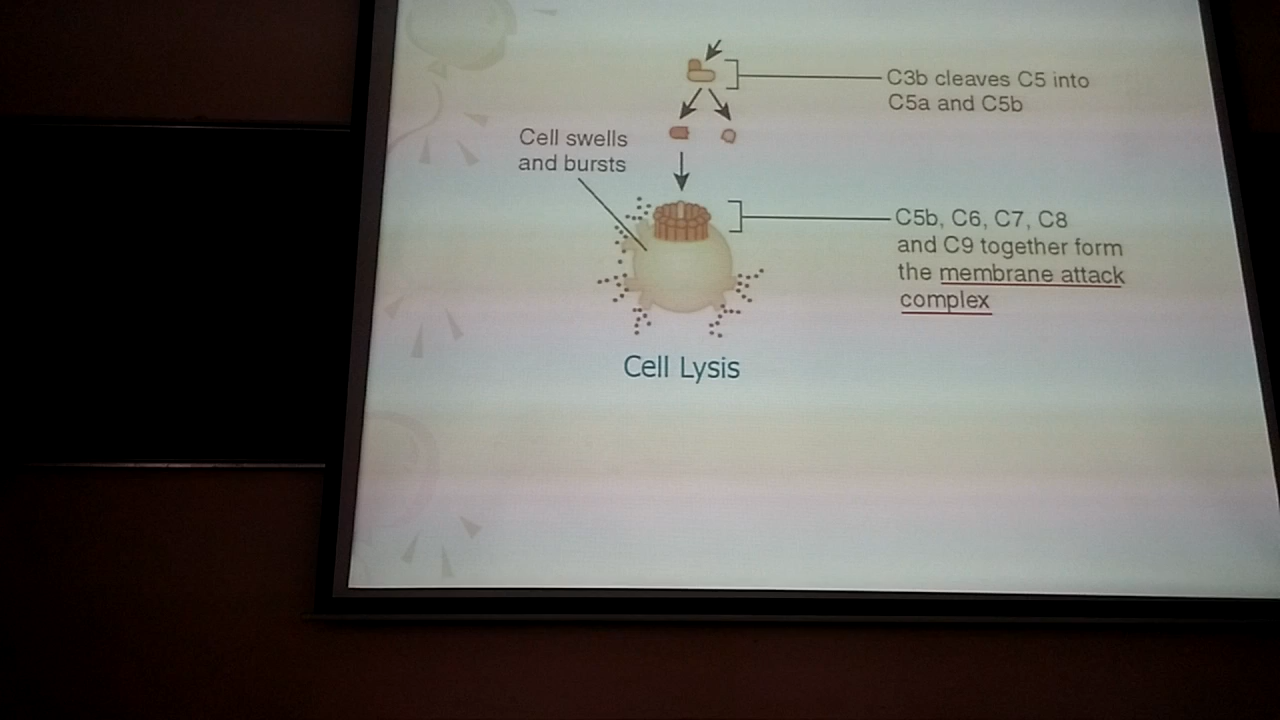 C3b cleaves C5 into
C5a and C5b
Cell swells
and bursts
C5b, C6, C7, C8
and C9 together form
the membrane attack
complex
Cell Lysis